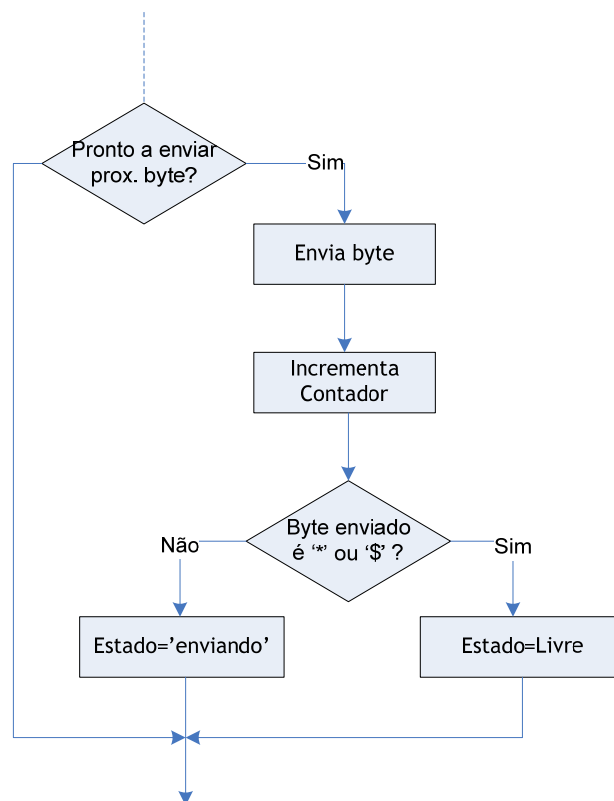 Pronto a enviar
prox. byte?
Sim
Envia byte
Incrementa
Contador
Byte enviado
é ‘*’ ou ‘$’ ?
Não
Sim
Estado=’enviando’
Estado=Livre